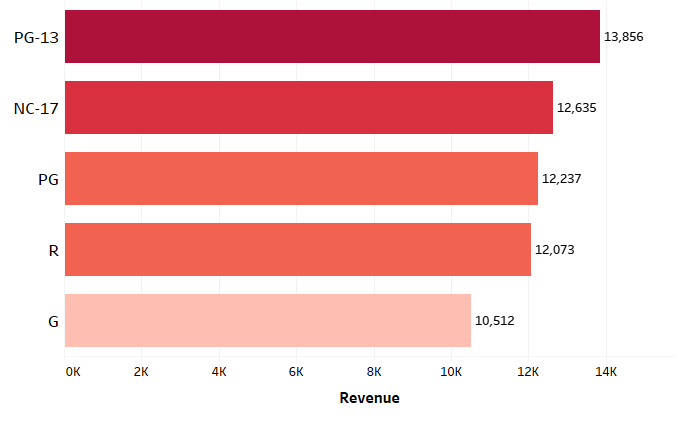 PG-13 13,856
NC-17 12,635
PG 12,237
R 12,073
G 10,512
0K 2K 4K 6K 8K 10K 12K 14K
Revenue